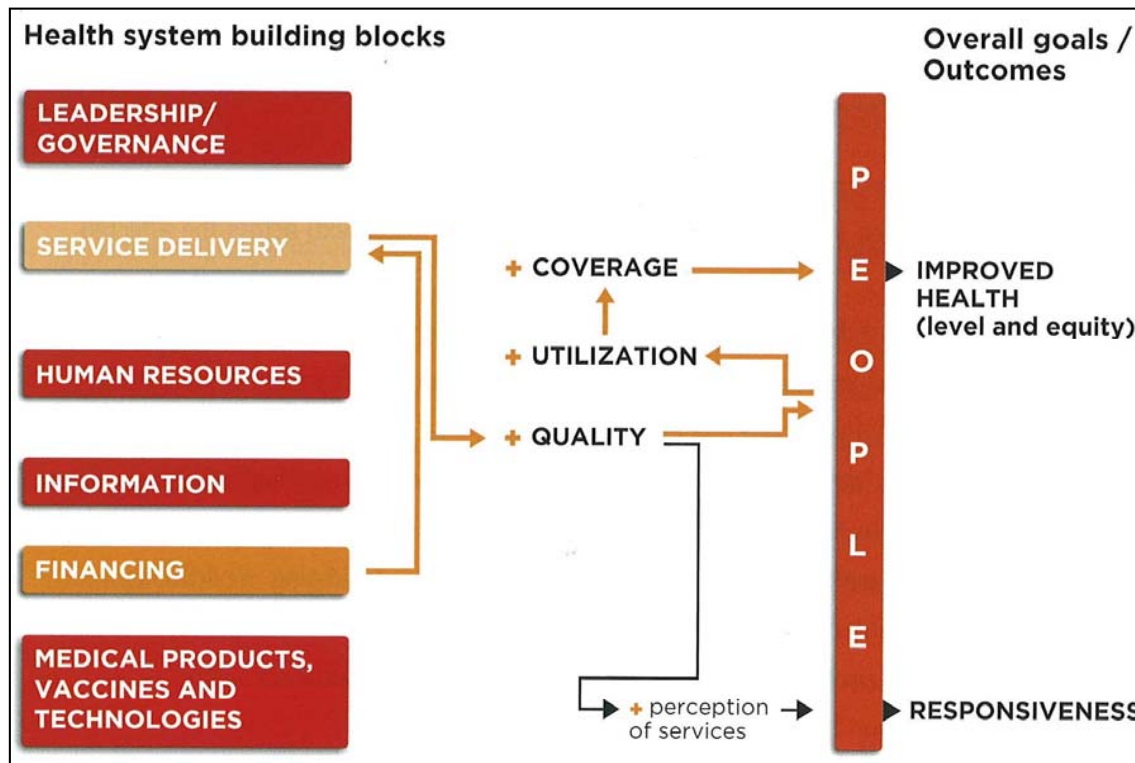 Health system building blocks
Overall goals /
Outcomes
LEADERSHIP/
GOVERNANCE
SERVICE DELIVERY
HUMAN RESOURCES
INFORMATION
FINANCING
MEDICAL PRODUCTS,
VACCINES AND
TECHNOLOGIES
+ COVERAGE
+ UTILIZATION
+ QUALITY
+ perception
of services
P
E
O
P
L
E
IMPROVED
HEALTH
(level and equity)
RESPONSIVENESS